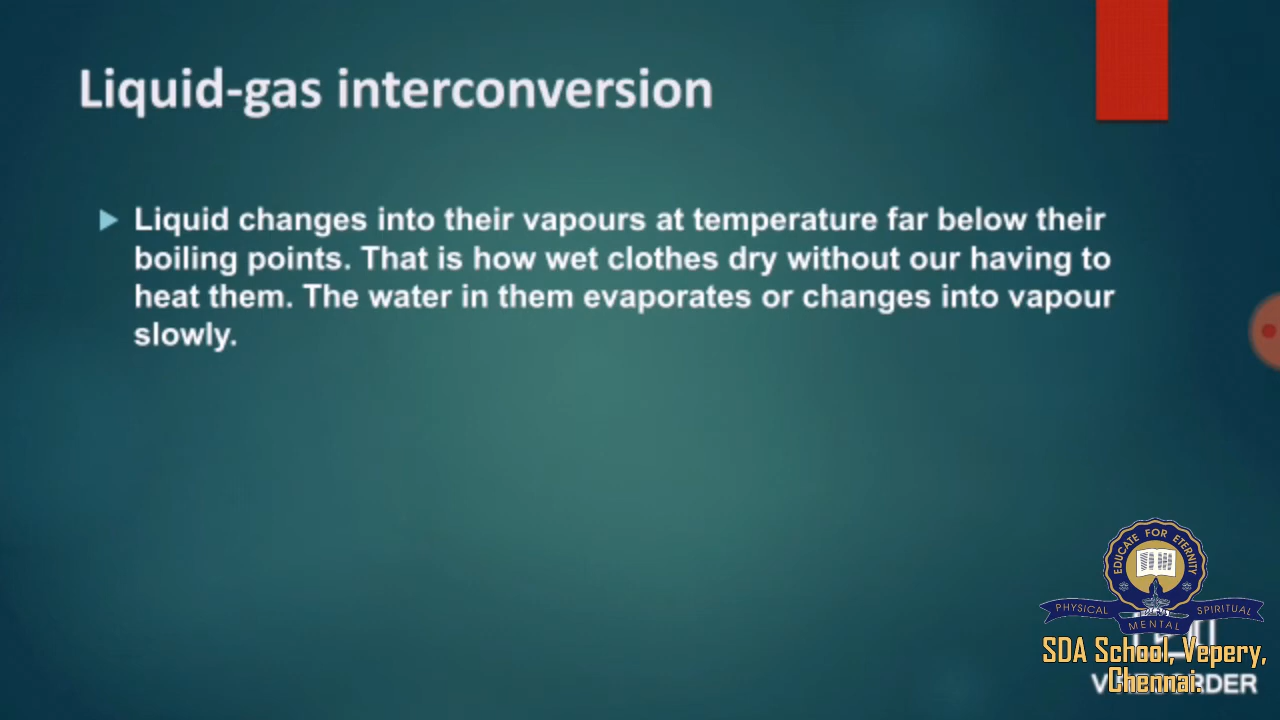 Liquid-gas interconversion
Liquid changes into their vapours at temperature far below their
boiling points. That is how wet clothes dry without our having to
heat them. The water in them evaporates or changes into vapour
slowly.
EDUCATE FOR ETERNITY
PHYSICAL
MENTAL
SPIRITUAL
SDA School, Vepery,
Chennai.